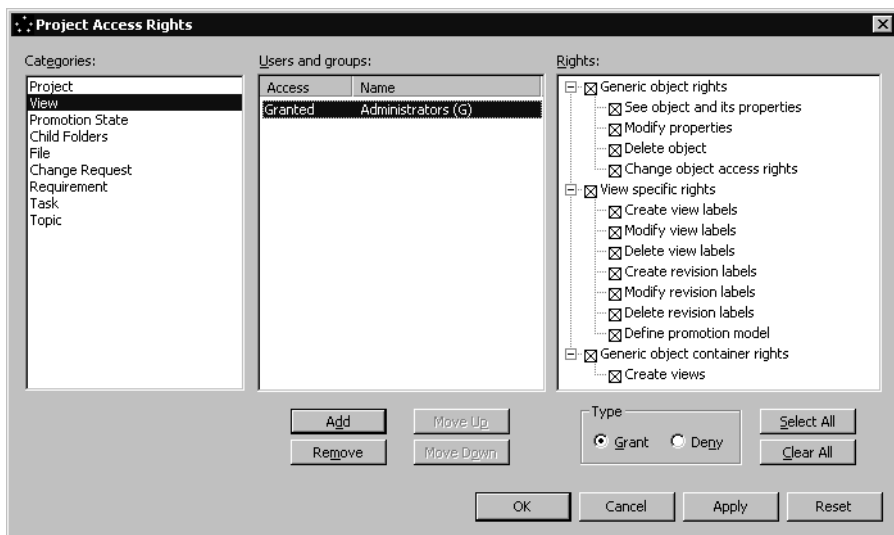 Project Access Rights
Categories:
Project
View
Promotion State
Child Folders
File
Change Request
Requirement
Task
Topic
Users and groups:
Access Name
Granted Administrators (G)
Add
Move Up
Remove
Move Down
Rights:
Generic object rights
See object and its properties
Modify properties
Delete object
Change object access rights
View specific rights
Create view labels
Modify view labels
Delete view labels
Create revision labels
Modify revision labels
Delete revision labels
Define promotion model
Generic object container rights
Create views
Type
Grant Deny
Select All
Clear All
OK Cancel Apply Reset